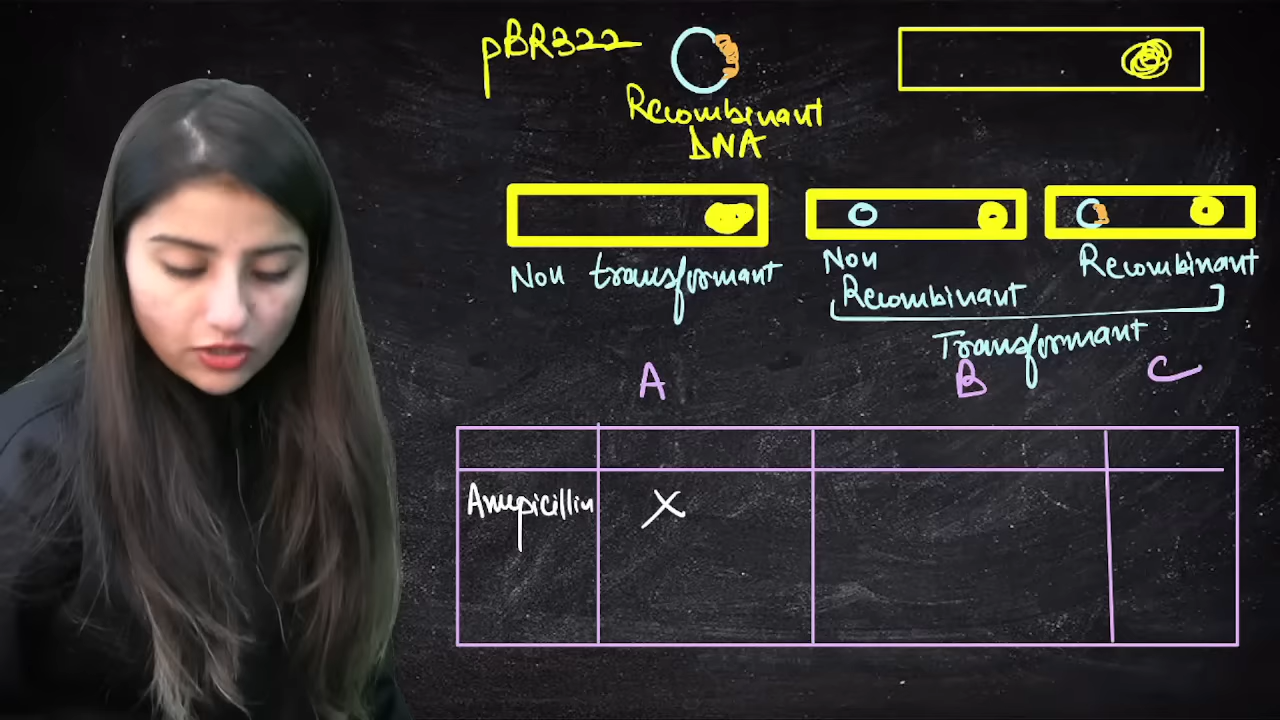 pBR322
Recombinant
DNA
Non transformant
Non
Recombinant
Recombinant
Transformant
A
B
C
Ampicillin
X